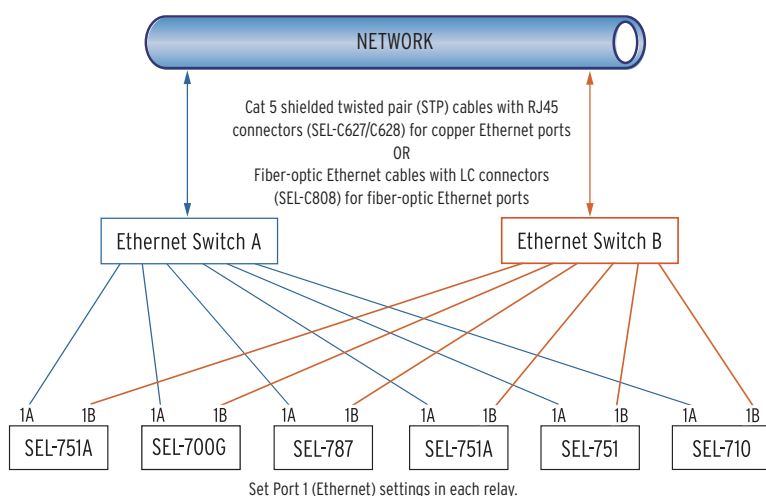 NETWORK
Cat 5 shielded twisted pair (STP) cables with RJ45
connectors (SEL-C627/C628) for copper Ethernet ports
OR
Fiber-optic Ethernet cables with LC connectors
(SEL-C808) for fiber-optic Ethernet ports
Ethernet Switch A
Ethernet Switch B
1A 1B 1A 1B 1A 1B 1A 1B 1A 1B 1A 1B
SEL-751A SEL-700G SEL-787 SEL-751A SEL-751 SEL-710
Set Port 1 (Ethernet) settings in each relay.